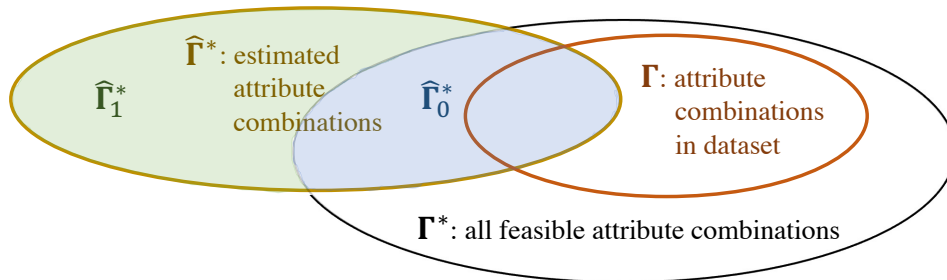 Γ̂*: estimated
attribute
combinations
Γ̂₁*
Γ̂₀*
Γ: attribute
combinations
in dataset
Γ*: all feasible attribute combinations